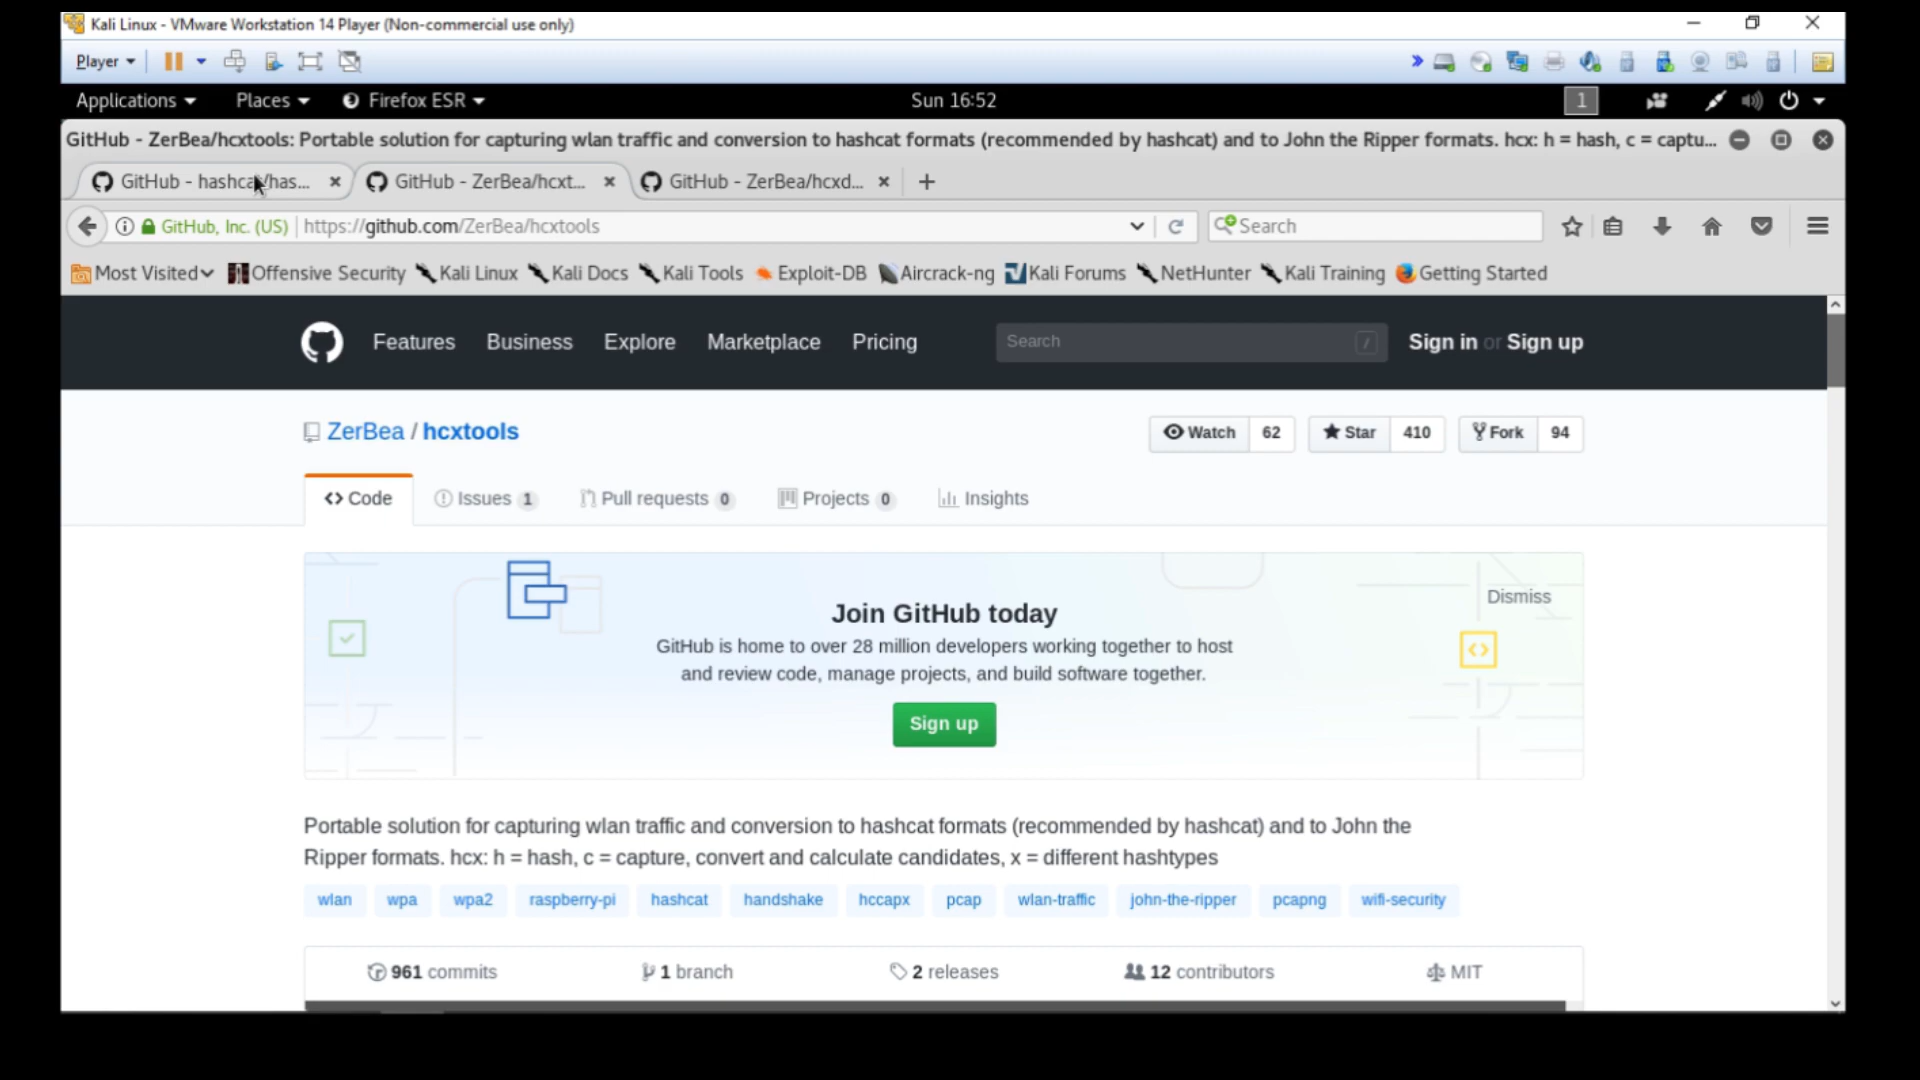 Kali Linux - VMware Workstation 14 Player (Non-commercial use only)
Player
Applications Places Firefox ESR Sun 16:52 1
GitHub - ZerBea/hcxtools: Portable solution for capturing wlan traffic and conversion to hashcat formats (recommended by hashcat) and to John the Ripper formats. hcx: h = hash, c = captu...
GitHub - hashcat/has... GitHub - ZerBea/hcxt... GitHub - ZerBea/hcxd...
GitHub, Inc. (US) https://github.com/ZerBea/hcxtools Search
Most Visited Offensive Security Kali Linux Kali Docs Kali Tools Exploit-DB Aircrack-ng Kali Forums NetHunter Kali Training Getting Started
Features Business Explore Marketplace Pricing Search / Sign in or Sign up
ZerBea / hcxtools Watch 62 Star 410 Fork 94
Code Issues 1 Pull requests 0 Projects 0 Insights
Dismiss
Join GitHub today
GitHub is home to over 28 million developers working together to host
and review code, manage projects, and build software together.
Sign up
Portable solution for capturing wlan traffic and conversion to hashcat formats (recommended by hashcat) and to John the
Ripper formats. hcx: h = hash, c = capture, convert and calculate candidates, x = different hashtypes
wlan wpa wpa2 raspberry-pi hashcat handshake hccapx pcap wlan-traffic john-the-ripper pcapng wifi-security
961 commits 1 branch 2 releases 12 contributors MIT